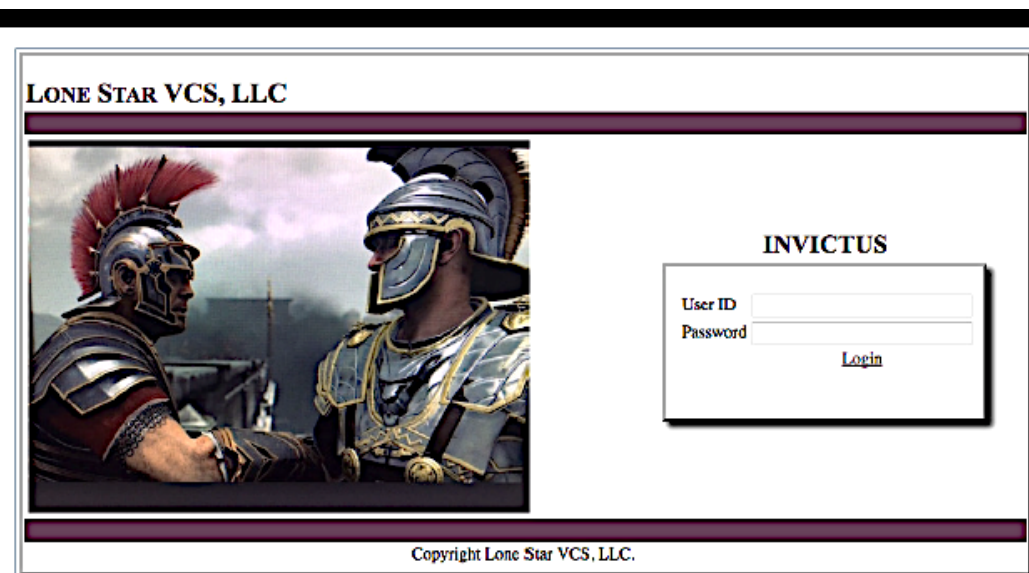 LONE STAR VCS, LLC
INVICTUS
User ID
Password
Login
Copyright Lone Star VCS, LLC.